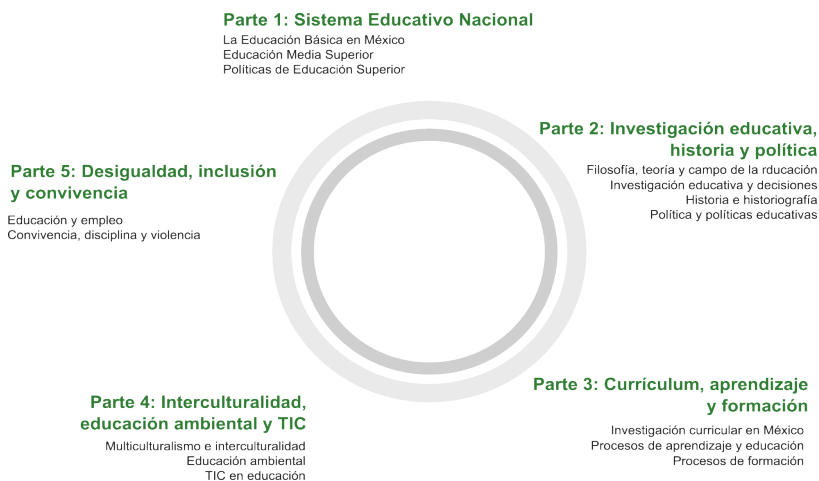 Parte 1: Sistema Educativo Nacional
La Educación Básica en México
Educación Media Superior
Políticas de Educación Superior
Parte 2: Investigación educativa,
historia y política
Filosofía, teoría y campo de la rducación
Investigación educativa y decisiones
Historia e historiografía
Política y políticas educativas
Parte 3: Currículum, aprendizaje
y formación
Investigación curricular en México
Procesos de aprendizaje y educación
Procesos de formación
Parte 4: Interculturalidad,
educación ambiental y TIC
Multiculturalismo e interculturalidad
Educación ambiental
TIC en educación
Parte 5: Desigualdad, inclusión
y convivencia
Educación y empleo
Convivencia, disciplina y violencia